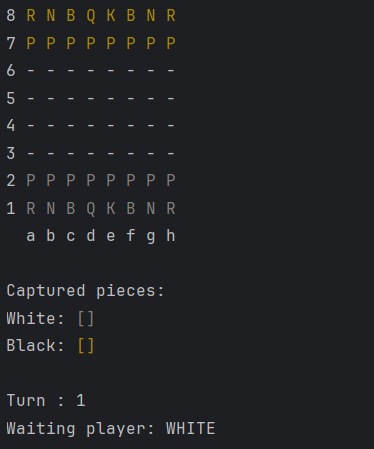 8 R N B Q K B N R
7 P P P P P P P P
6 - - - - - - - -
5 - - - - - - - -
4 - - - - - - - -
3 - - - - - - - -
2 P P P P P P P P
1 R N B Q K B N R
  a b c d e f g h
Captured pieces:
White: []
Black: []
Turn : 1
Waiting player: WHITE